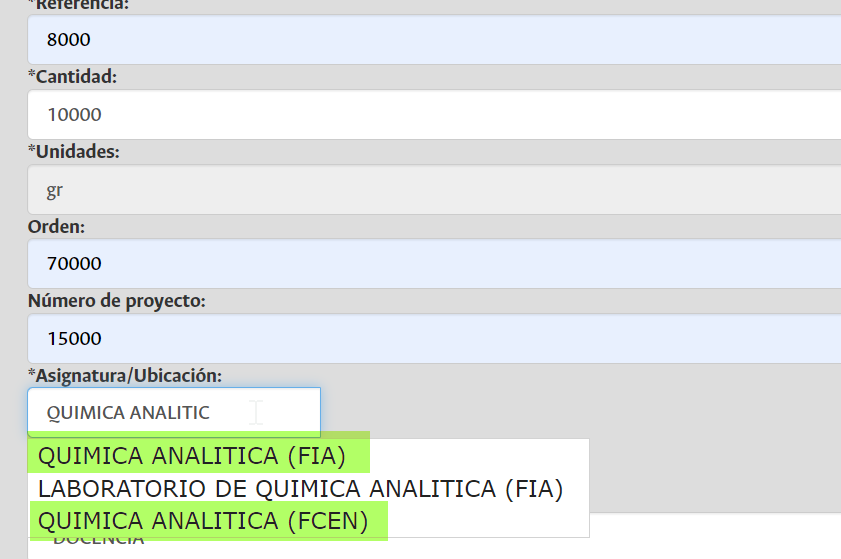 *Referencia:
8000
*Cantidad:
10000
*Unidades:
gr
Orden:
70000
Número de proyecto:
15000
*Asignatura/Ubicación:
QUIMICA ANALITIC
QUIMICA ANALITICA (FIA)
LABORATORIO DE QUIMICA ANALITICA (FIA)
QUIMICA ANALITICA (FCEN)
DOCENCIA